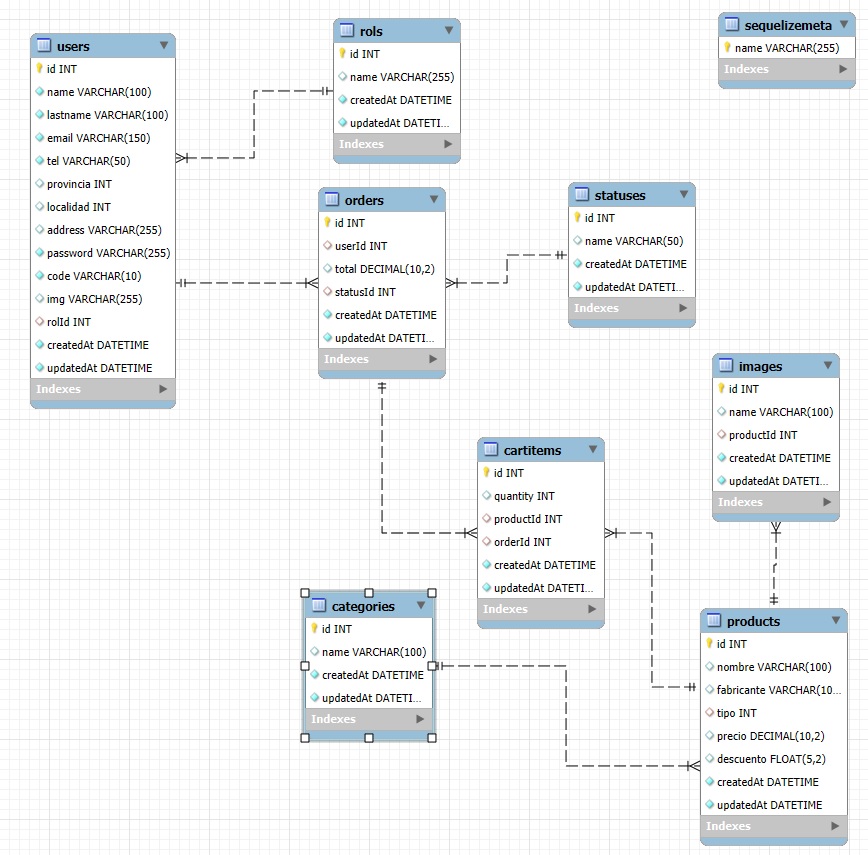 users
id INT
name VARCHAR(100)
lastname VARCHAR(100)
email VARCHAR(150)
tel VARCHAR(50)
provincia INT
localidad INT
address VARCHAR(255)
password VARCHAR(255)
code VARCHAR(10)
img VARCHAR(255)
rolId INT
createdAt DATETIME
updatedAt DATETIME
Indexes
rols
id INT
name VARCHAR(255)
createdAt DATETIME
updatedAt DATETI...
Indexes
sequelizemeta
name VARCHAR(255)
Indexes
orders
id INT
userId INT
total DECIMAL(10,2)
statusId INT
createdAt DATETIME
updatedAt DATETI...
Indexes
statuses
id INT
name VARCHAR(50)
createdAt DATETIME
updatedAt DATETI...
Indexes
images
id INT
name VARCHAR(100)
productId INT
createdAt DATETIME
updatedAt DATETI...
Indexes
cartitems
id INT
quantity INT
productId INT
orderId INT
createdAt DATETIME
updatedAt DATETI...
Indexes
categories
id INT
name VARCHAR(100)
createdAt DATETIME
updatedAt DATETI...
Indexes
products
id INT
nombre VARCHAR(100)
fabricante VARCHAR(10...
tipo INT
precio DECIMAL(10,2)
descuento FLOAT(5,2)
createdAt DATETIME
updatedAt DATETIME
Indexes